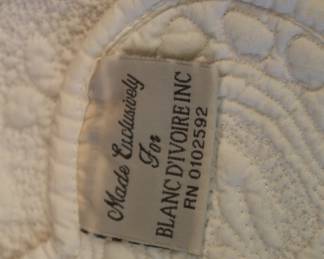 Made Exclusively
For
BLANC D'IVOIRE INC
RN 0102592